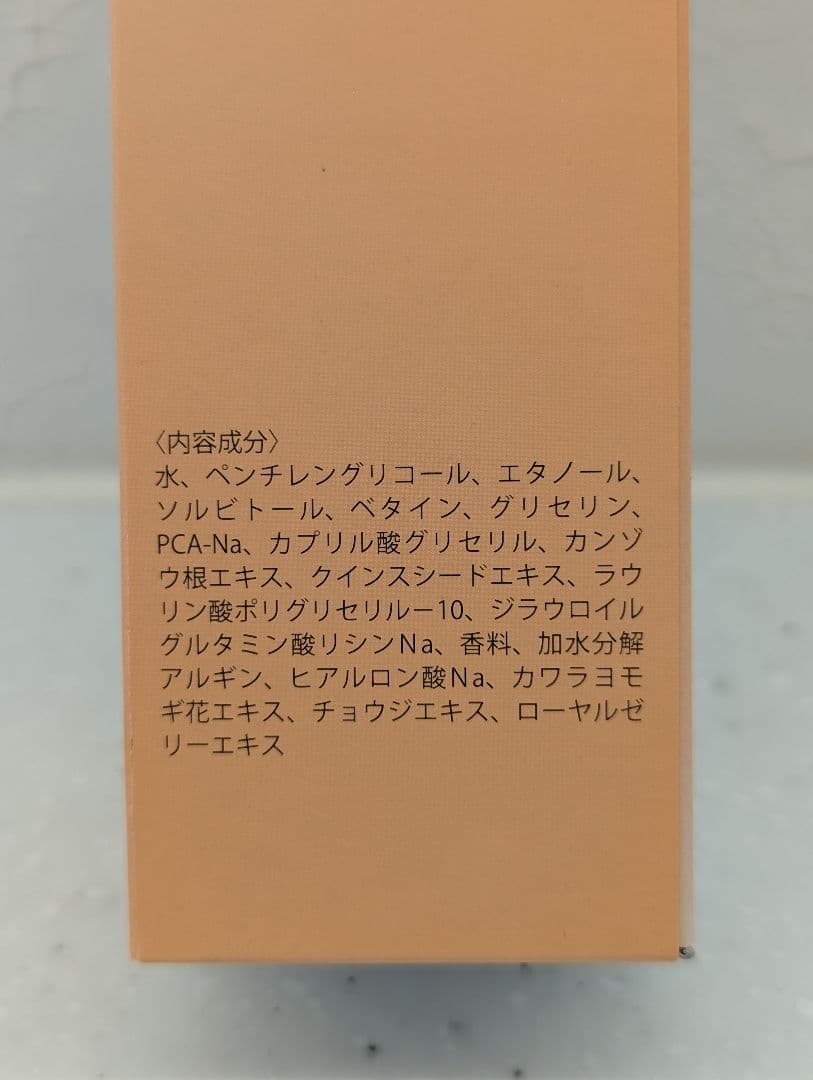 〈内容成分〉
水、ペンチレングリコール、エタノール、
ソルビトール、ベタイン、グリセリン、
PCA-Na、カプリル酸グリセリル、カンゾ
ウ根エキス、クインスシードエキス、ラウ
リン酸ポリグリセリル－10、ジラウロイル
グルタミン酸リシンNa、香料、加水分解
アルギン、ヒアルロン酸Na、カワラヨモ
ギ花エキス、チョウジエキス、ローヤルゼ
リーエキス